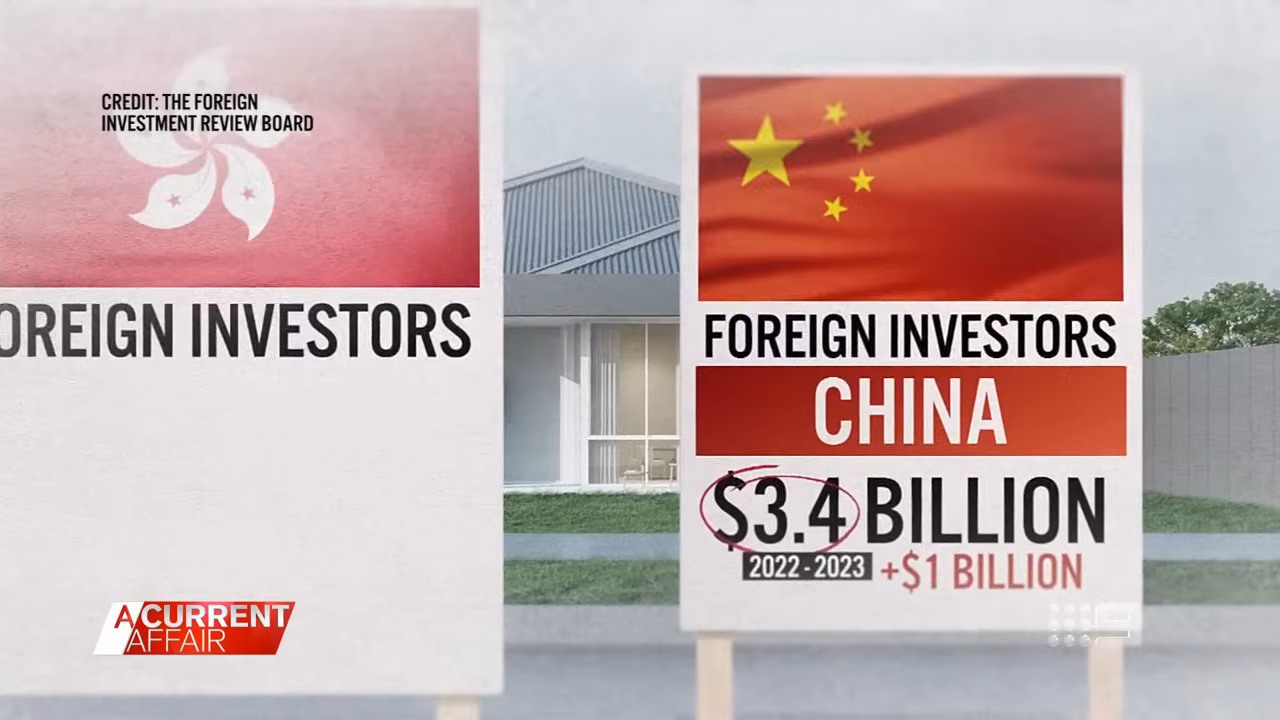 CREDIT: THE FOREIGN
INVESTMENT REVIEW BOARD
OREIGN INVESTORS
FOREIGN INVESTORS
CHINA
$3.4 BILLION
2022-2023 +$1 BILLION
A CURRENT
AFFAIR